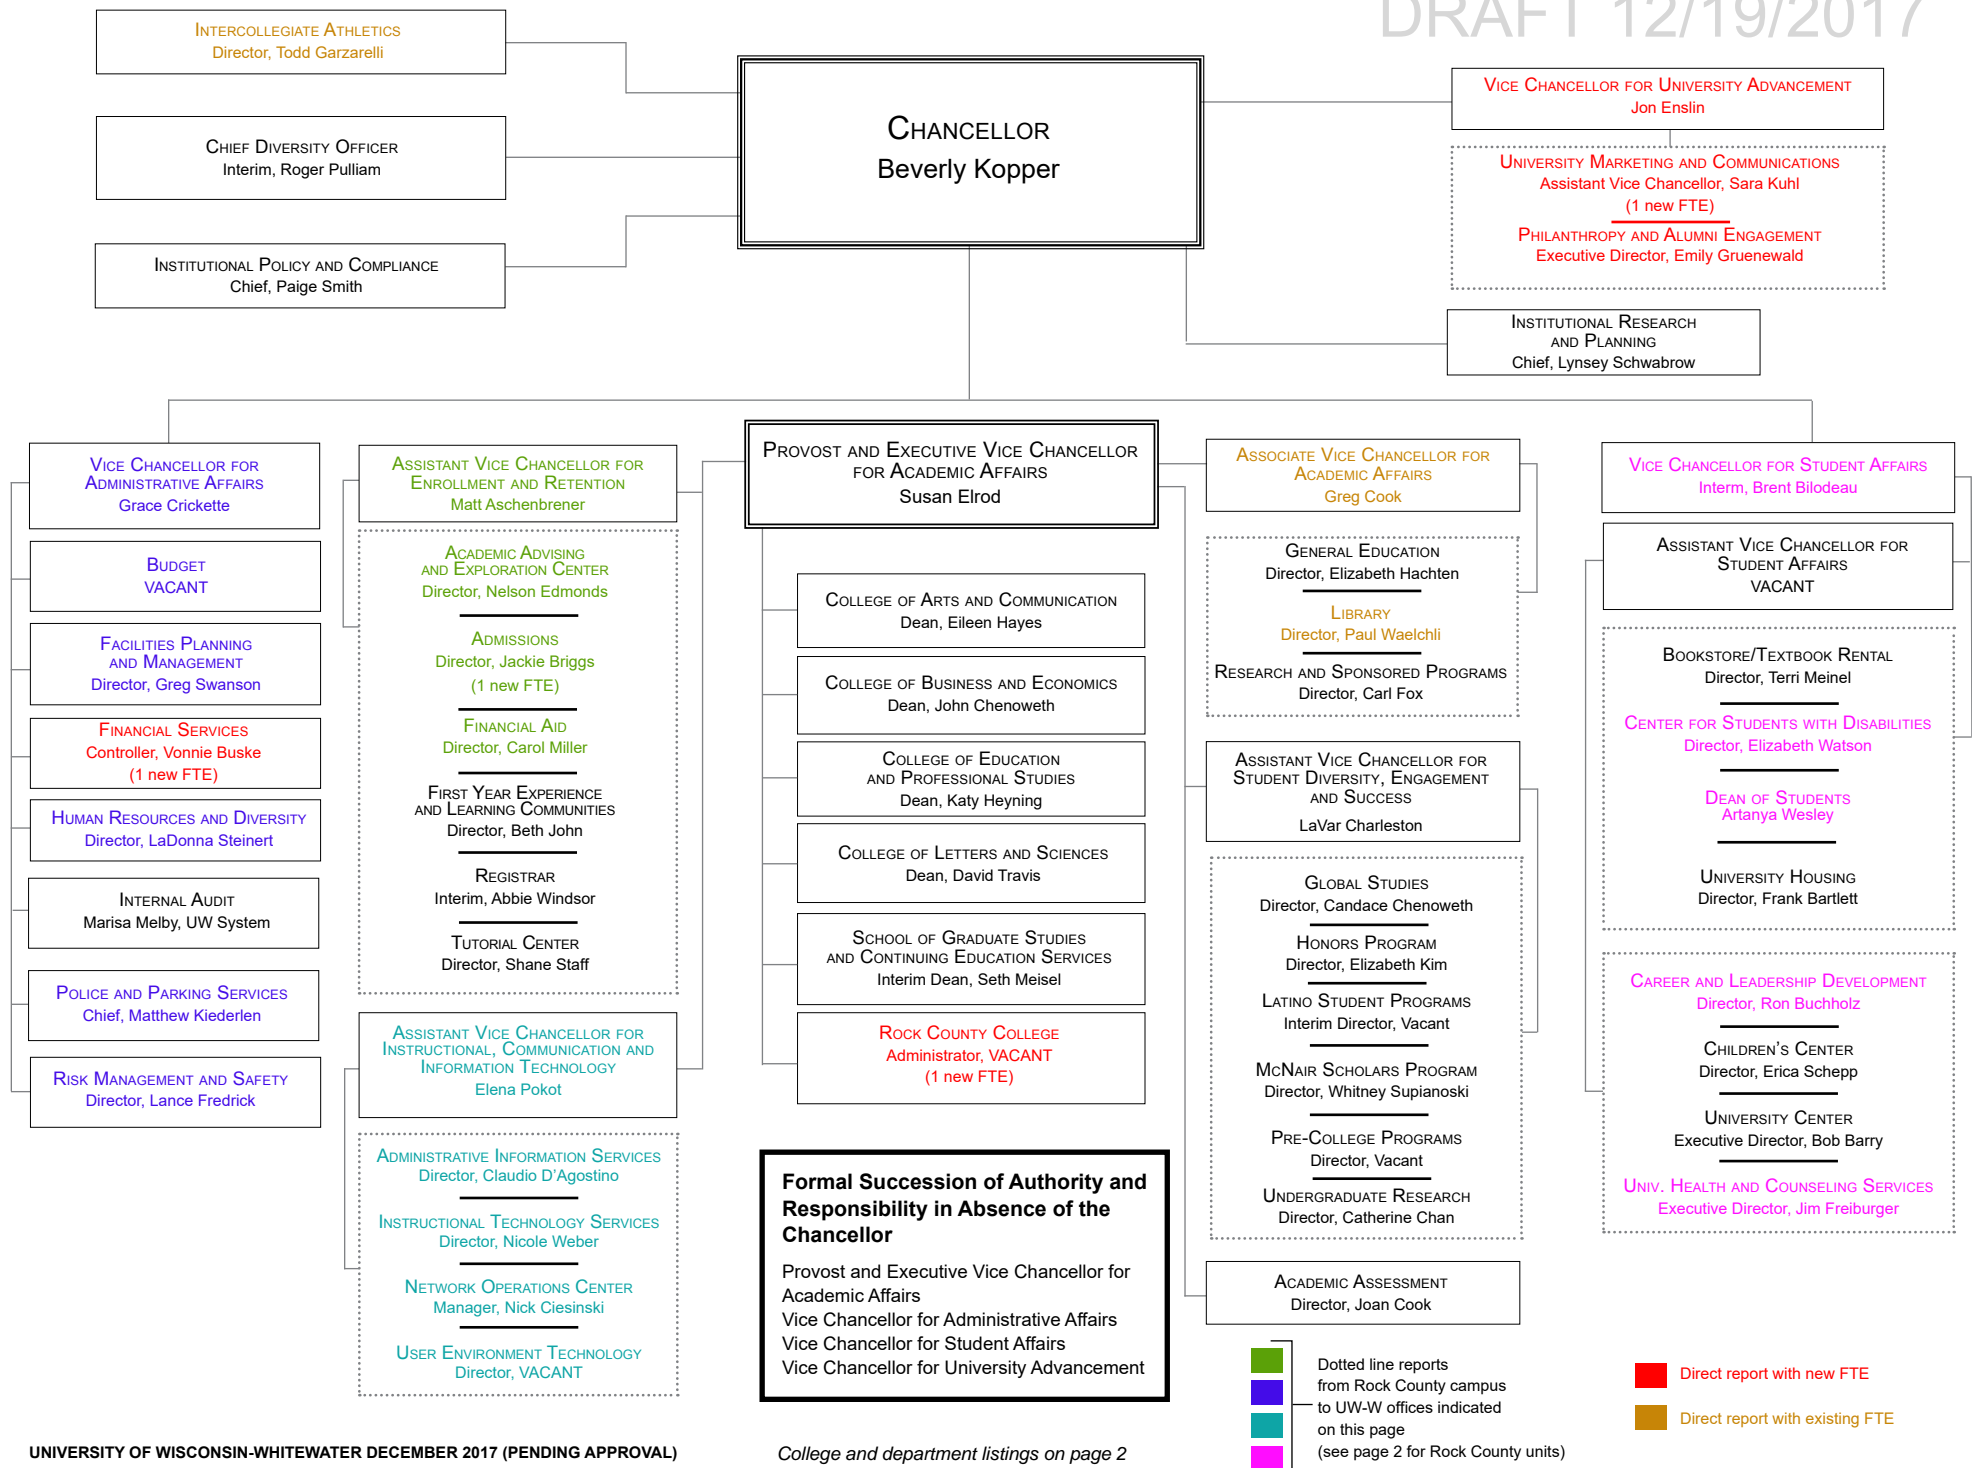 DRAFT 12/19/2017
Intercollegiate Athletics
Director, Todd Garzarelli
Chief Diversity Officer
Interim, Roger Pulliam
Institutional Policy and Compliance
Chief, Paige Smith
Chancellor
Beverly Kopper
Vice Chancellor for University Advancement
Jon Enslin
University Marketing and Communications
Assistant Vice Chancellor, Sara Kuhl
(1 new FTE)
Philanthropy and Alumni Engagement
Executive Director, Emily Gruenewald
Institutional Research
and Planning
Chief, Lynsey Schwabrow
Vice Chancellor for
Administrative Affairs
Grace Crickette
Budget
VACANT
Facilities Planning
and Management
Director, Greg Swanson
Financial Services
Controller, Vonnie Buske
(1 new FTE)
Human Resources and Diversity
Director, LaDonna Steinert
Internal Audit
Marisa Melby, UW System
Police and Parking Services
Chief, Matthew Kiederlen
Risk Management and Safety
Director, Lance Fredrick
Assistant Vice Chancellor for
Enrollment and Retention
Matt Aschenbrener
Academic Advising
and Exploration Center
Director, Nelson Edmonds
Admissions
Director, Jackie Briggs
(1 new FTE)
Financial Aid
Director, Carol Miller
First Year Experience
and Learning Communities
Director, Beth John
Registrar
Interim, Abbie Windsor
Tutorial Center
Director, Shane Staff
Assistant Vice Chancellor for
Instructional, Communication and
Information Technology
Elena Pokot
Administrative Information Services
Director, Claudio D'Agostino
Instructional Technology Services
Director, Nicole Weber
Network Operations Center
Manager, Nick Ciesinski
User Environment Technology
Director, VACANT
Provost and Executive Vice Chancellor
for Academic Affairs
Susan Elrod
College of Arts and Communication
Dean, Eileen Hayes
College of Business and Economics
Dean, John Chenoweth
College of Education
and Professional Studies
Dean, Katy Heyning
College of Letters and Sciences
Dean, David Travis
School of Graduate Studies
and Continuing Education Services
Interim Dean, Seth Meisel
Rock County College
Administrator, VACANT
(1 new FTE)
Formal Succession of Authority and
Responsibility in Absence of the
Chancellor
Provost and Executive Vice Chancellor for
Academic Affairs
Vice Chancellor for Administrative Affairs
Vice Chancellor for Student Affairs
Vice Chancellor for University Advancement
Associate Vice Chancellor for
Academic Affairs
Greg Cook
General Education
Director, Elizabeth Hachten
Library
Director, Paul Waelchli
Research and Sponsored Programs
Director, Carl Fox
Assistant Vice Chancellor for
Student Diversity, Engagement
and Success
LaVar Charleston
Global Studies
Director, Candace Chenoweth
Honors Program
Director, Elizabeth Kim
Latino Student Programs
Interim Director, Vacant
McNair Scholars Program
Director, Whitney Supianoski
Pre-College Programs
Director, Vacant
Undergraduate Research
Director, Catherine Chan
Academic Assessment
Director, Joan Cook
Vice Chancellor for Student Affairs
Interm, Brent Bilodeau
Assistant Vice Chancellor for
Student Affairs
VACANT
Bookstore/Textbook Rental
Director, Terri Meinel
Center for Students with Disabilities
Director, Elizabeth Watson
Dean of Students
Artanya Wesley
University Housing
Director, Frank Bartlett
Career and Leadership Development
Director, Ron Buchholz
Children's Center
Director, Erica Schepp
University Center
Executive Director, Bob Barry
Univ. Health and Counseling Services
Executive Director, Jim Freiburger
Dotted line reports
from Rock County campus
to UW-W offices indicated
on this page
(see page 2 for Rock County units)
Direct report with new FTE
Direct report with existing FTE
UNIVERSITY OF WISCONSIN-WHITEWATER DECEMBER 2017 (PENDING APPROVAL)
College and department listings on page 2